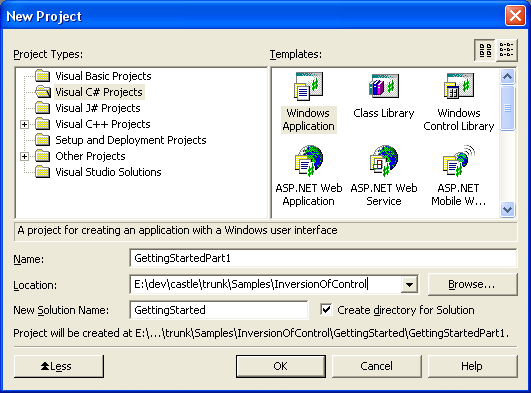 New Project
Project Types:
Templates:
Visual Basic Projects
Visual C# Projects
Visual J# Projects
Visual C++ Projects
Setup and Deployment Projects
Other Projects
Visual Studio Solutions
Windows Application
Class Library
Windows Control Library
ASP.NET Web Application
ASP.NET Web Service
ASP.NET Mobile W...
A project for creating an application with a Windows user interface
Name:
GettingStartedPart1
Location:
E:\dev\castle\trunk\Samples\InversionOfControl
Browse...
New Solution Name:
GettingStarted
Create directory for Solution
Project will be created at E:\...\trunk\Samples\InversionOfControl\GettingStarted\GettingStartedPart1.
Less
OK
Cancel
Help